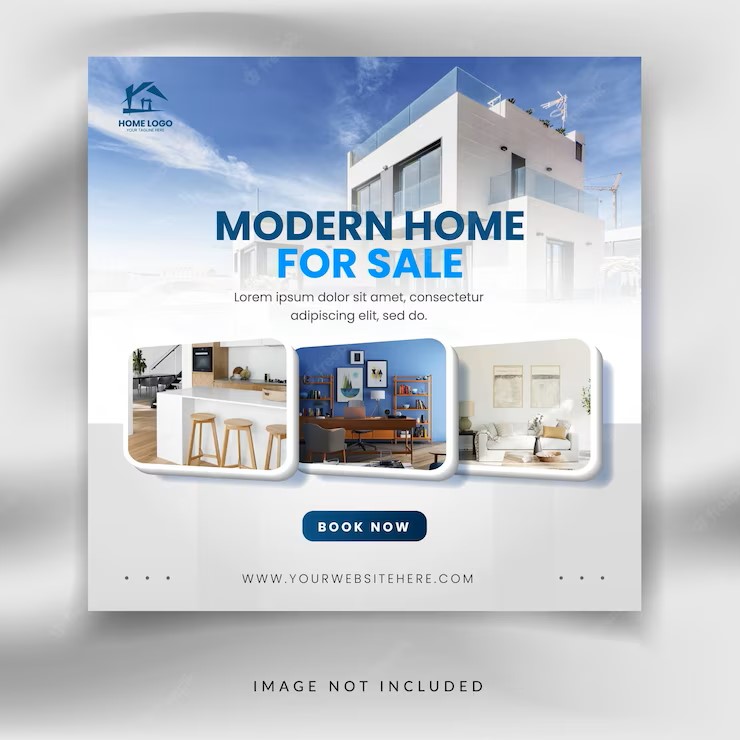 HOME LOGO
YOUR TAGLINE HERE
MODERN HOME
FOR SALE
Lorem ipsum dolor sit amet, consectetur
adipiscing elit, sed do.
BOOK NOW
WWW.YOURWEBSITEHERE.COM
IMAGE NOT INCLUDED